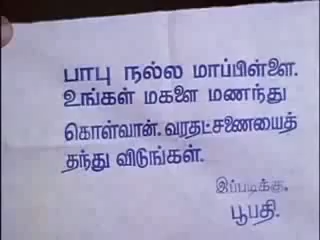 பாபு நல்ல மாப்பிள்ளை.
உங்கள் மகளை மணந்து
கொள்வான். வரதட்சணையைத்
தந்து விடுங்கள்.
இப்படிக்கு,
பூபதி.